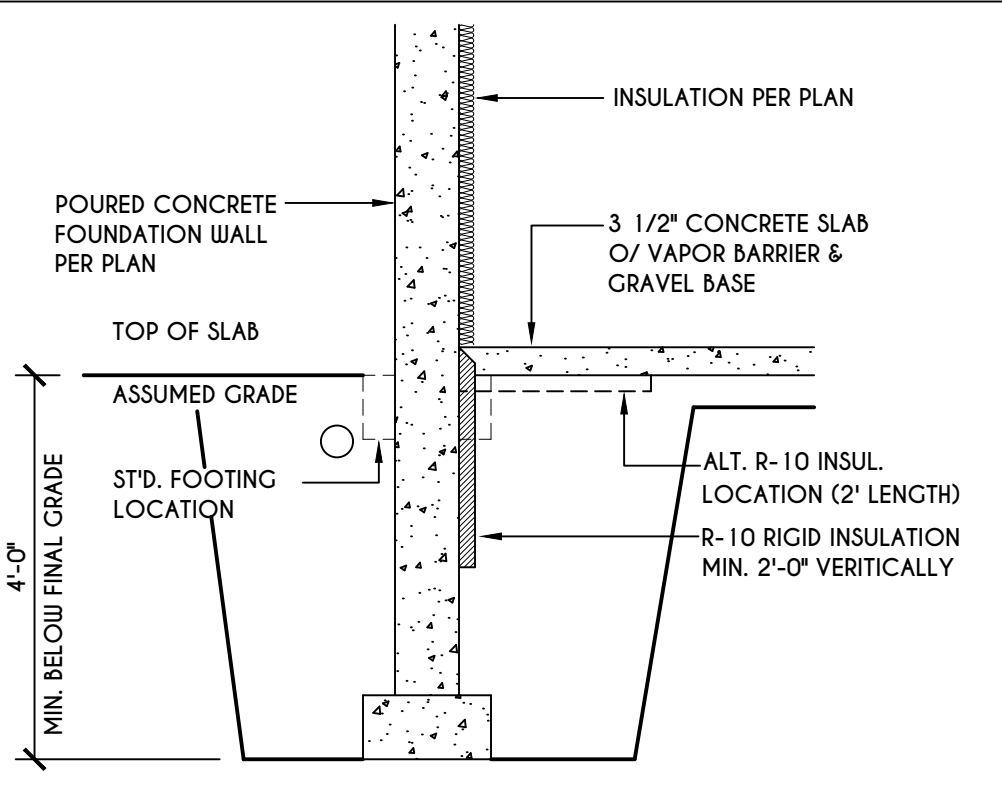 INSULATION PER PLAN
POURED CONCRETE
FOUNDATION WALL
PER PLAN
3 1/2" CONCRETE SLAB
O/ VAPOR BARRIER &
GRAVEL BASE
TOP OF SLAB
ASSUMED GRADE
ST'D. FOOTING
LOCATION
ALT. R-10 INSUL.
LOCATION (2' LENGTH)
R-10 RIGID INSULATION
MIN. 2'-0" VERITICALLY
4'-0"
MIN. BELOW FINAL GRADE